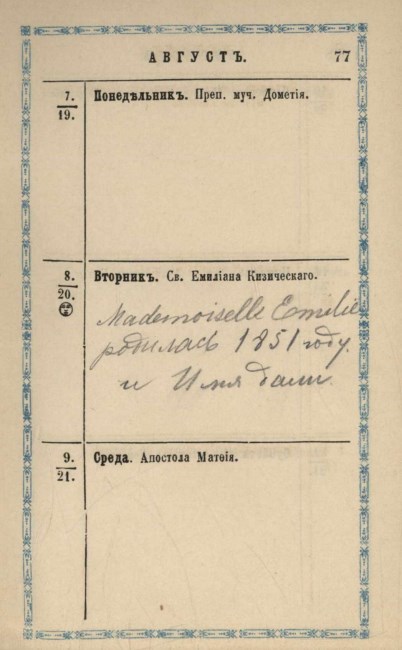 АВГУСТЪ. 77
7. Понедѣльникъ. Преп. муч. Дометія.
19.
8. Вторникъ. Св. Емиліана Кизическаго.
20.
Mademoiselle Emelie
родилась 1851 году.
и Имя дали
9. Среда. Апостола Матѳія.
21.